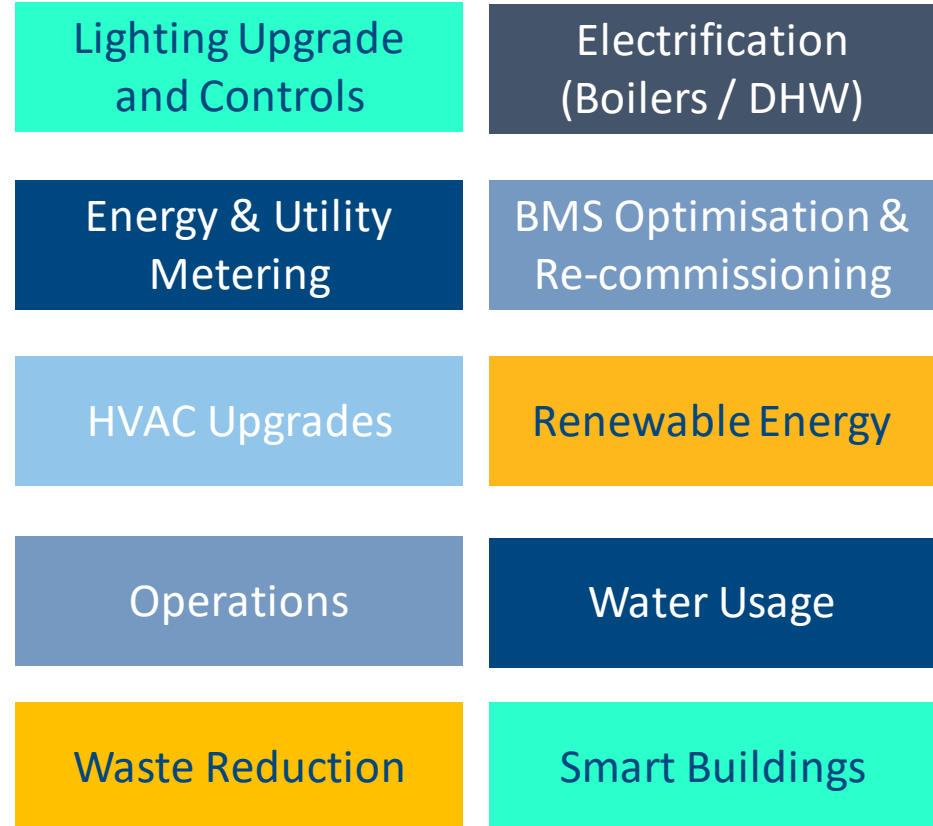 Lighting Upgrade
and Controls
Electrification
(Boilers / DHW)
Energy & Utility
Metering
BMS Optimisation &
Re-commissioning
HVAC Upgrades
Renewable Energy
Operations
Water Usage
Waste Reduction
Smart Buildings